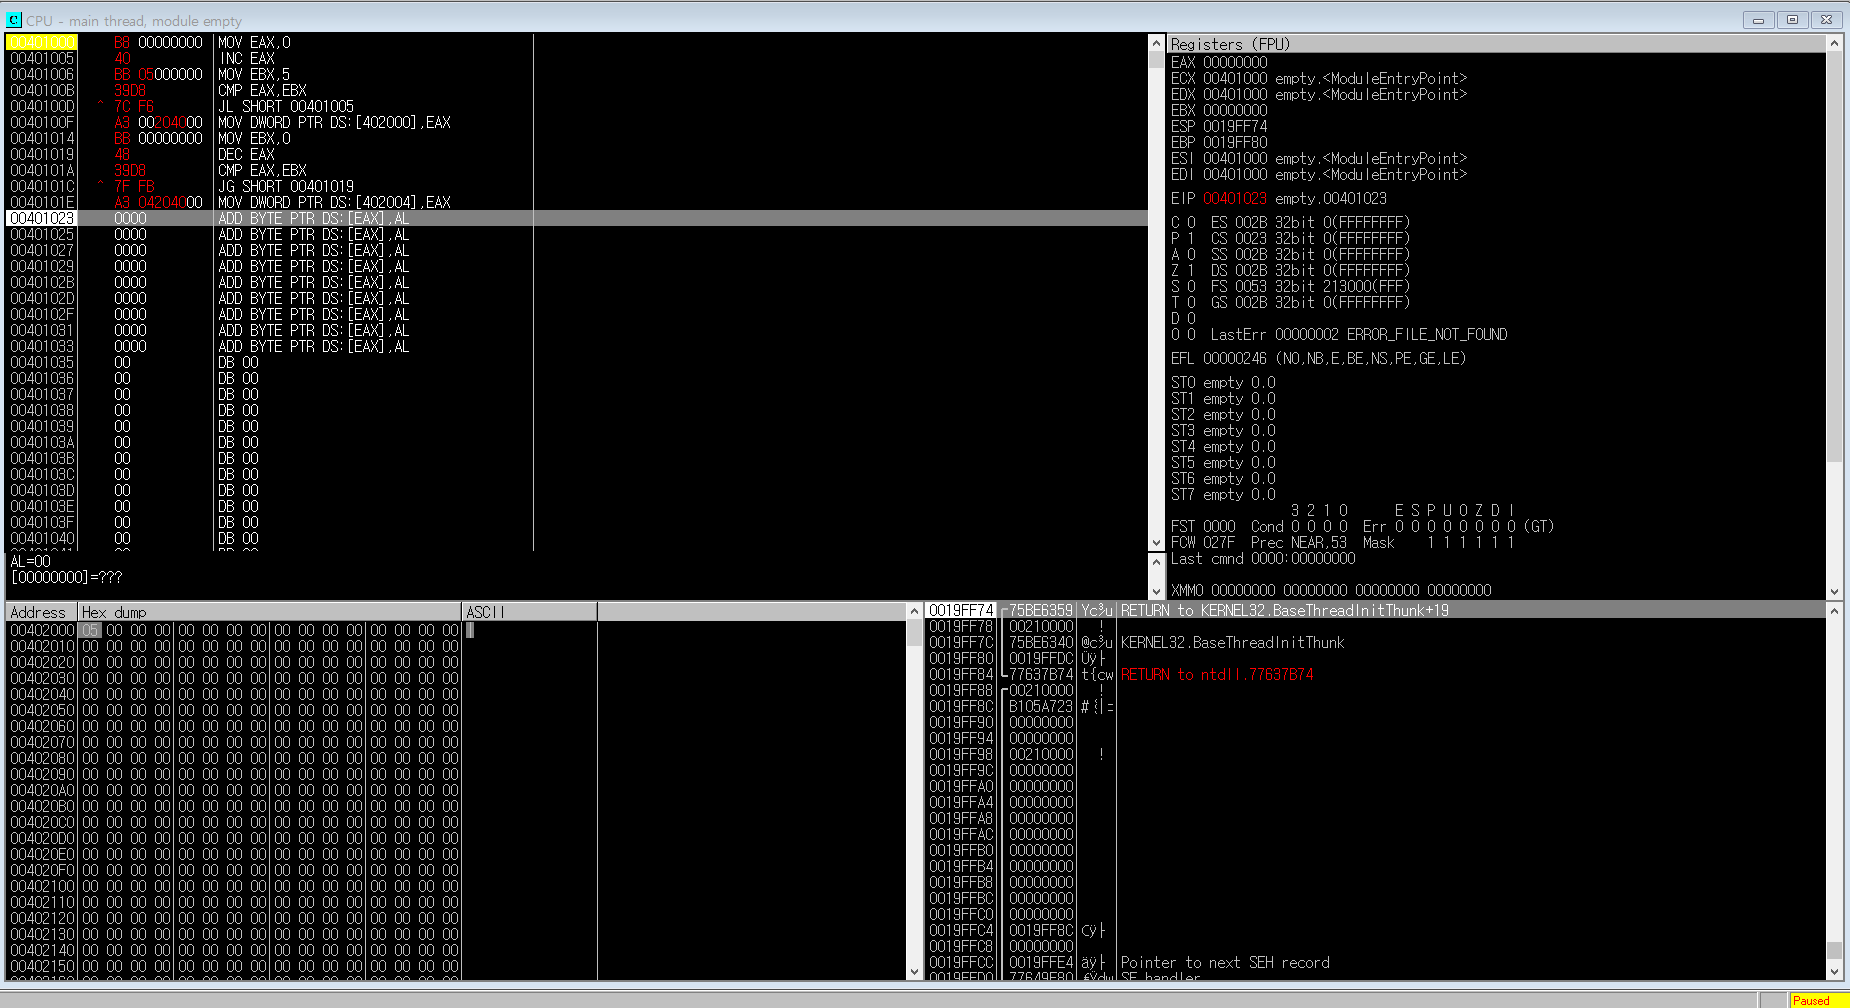 CPU - main thread, module empty
00401000 B8 00000000 MOV EAX,0
00401005 40 INC EAX
00401006 BB 05000000 MOV EBX,5
0040100B 39D8 CMP EAX,EBX
0040100D ^ 7C F6 JL SHORT 00401005
0040100F A3 00204000 MOV DWORD PTR DS:[402000],EAX
00401014 BB 00000000 MOV EBX,0
00401019 48 DEC EAX
0040101A 39D8 CMP EAX,EBX
0040101C ^ 7F FB JG SHORT 00401019
0040101E A3 04204000 MOV DWORD PTR DS:[402004],EAX
00401023 0000 ADD BYTE PTR DS:[EAX],AL
00401025 0000 ADD BYTE PTR DS:[EAX],AL
00401027 0000 ADD BYTE PTR DS:[EAX],AL
00401029 0000 ADD BYTE PTR DS:[EAX],AL
0040102B 0000 ADD BYTE PTR DS:[EAX],AL
0040102D 0000 ADD BYTE PTR DS:[EAX],AL
0040102F 0000 ADD BYTE PTR DS:[EAX],AL
00401031 0000 ADD BYTE PTR DS:[EAX],AL
00401033 0000 ADD BYTE PTR DS:[EAX],AL
00401035 00 DB 00
00401036 00 DB 00
00401037 00 DB 00
00401038 00 DB 00
00401039 00 DB 00
0040103A 00 DB 00
0040103B 00 DB 00
0040103C 00 DB 00
0040103D 00 DB 00
0040103E 00 DB 00
0040103F 00 DB 00
00401040 00 DB 00
AL=00
[00000000]=???
Registers (FPU)
EAX 00000000
ECX 00401000 empty.<ModuleEntryPoint>
EDX 00401000 empty.<ModuleEntryPoint>
EBX 00000000
ESP 0019FF74
EBP 0019FF80
ESI 00401000 empty.<ModuleEntryPoint>
EDI 00401000 empty.<ModuleEntryPoint>
EIP 00401023 empty.00401023
C 0 ES 002B 32bit 0(FFFFFFFF)
P 1 CS 0023 32bit 0(FFFFFFFF)
A 0 SS 002B 32bit 0(FFFFFFFF)
Z 1 DS 002B 32bit 0(FFFFFFFF)
S 0 FS 0053 32bit 213000(FFF)
T 0 GS 002B 32bit 0(FFFFFFFF)
D 0
O 0 LastErr 00000002 ERROR_FILE_NOT_FOUND
EFL 00000246 (NO,NB,E,BE,NS,PE,GE,LE)
ST0 empty 0.0
ST1 empty 0.0
ST2 empty 0.0
ST3 empty 0.0
ST4 empty 0.0
ST5 empty 0.0
ST6 empty 0.0
ST7 empty 0.0
3 2 1 0 E S P U O Z D I
FST 0000 Cond 0 0 0 0 Err 0 0 0 0 0 0 0 0 (GT)
FCW 027F Prec NEAR,53 Mask 1 1 1 1 1 1
Last cmnd 0000:00000000
XMM0 00000000 00000000 00000000 00000000
Address Hex dump ASCII
00402000 05 00 00 00 00 00 00 00 00 00 00 00 00 00 00 00
00402010 00 00 00 00 00 00 00 00 00 00 00 00 00 00 00 00
00402020 00 00 00 00 00 00 00 00 00 00 00 00 00 00 00 00
00402030 00 00 00 00 00 00 00 00 00 00 00 00 00 00 00 00
00402040 00 00 00 00 00 00 00 00 00 00 00 00 00 00 00 00
00402050 00 00 00 00 00 00 00 00 00 00 00 00 00 00 00 00
00402060 00 00 00 00 00 00 00 00 00 00 00 00 00 00 00 00
00402070 00 00 00 00 00 00 00 00 00 00 00 00 00 00 00 00
00402080 00 00 00 00 00 00 00 00 00 00 00 00 00 00 00 00
00402090 00 00 00 00 00 00 00 00 00 00 00 00 00 00 00 00
004020A0 00 00 00 00 00 00 00 00 00 00 00 00 00 00 00 00
004020B0 00 00 00 00 00 00 00 00 00 00 00 00 00 00 00 00
004020C0 00 00 00 00 00 00 00 00 00 00 00 00 00 00 00 00
004020D0 00 00 00 00 00 00 00 00 00 00 00 00 00 00 00 00
004020E0 00 00 00 00 00 00 00 00 00 00 00 00 00 00 00 00
004020F0 00 00 00 00 00 00 00 00 00 00 00 00 00 00 00 00
00402100 00 00 00 00 00 00 00 00 00 00 00 00 00 00 00 00
00402110 00 00 00 00 00 00 00 00 00 00 00 00 00 00 00 00
00402120 00 00 00 00 00 00 00 00 00 00 00 00 00 00 00 00
00402130 00 00 00 00 00 00 00 00 00 00 00 00 00 00 00 00
00402140 00 00 00 00 00 00 00 00 00 00 00 00 00 00 00 00
00402150 00 00 00 00 00 00 00 00 00 00 00 00 00 00 00 00
0019FF74 75BE6359 Yc³u RETURN to KERNEL32.BaseThreadInitThunk+19
0019FF78 00210000 !
0019FF7C 75BE6340 @c³u KERNEL32.BaseThreadInitThunk
0019FF80 0019FFDC Üÿ├
0019FF84 77637B74 t{cw RETURN to ntdll.77637B74
0019FF88 00210000 !
0019FF8C B105A723
0019FF90 00000000
0019FF94 00000000
0019FF98 00210000 !
0019FF9C 00000000
0019FFA0 00000000
0019FFA4 00000000
0019FFA8 00000000
0019FFAC 00000000
0019FFB0 00000000
0019FFB4 00000000
0019FFB8 00000000
0019FFBC 00000000
0019FFC0 00000000
0019FFC4 0019FF8C
0019FFC8 00000000
0019FFCC 0019FFE4 äÿ├ Pointer to next SEH record
0019FFD0 77649F80 SE handler
Paused